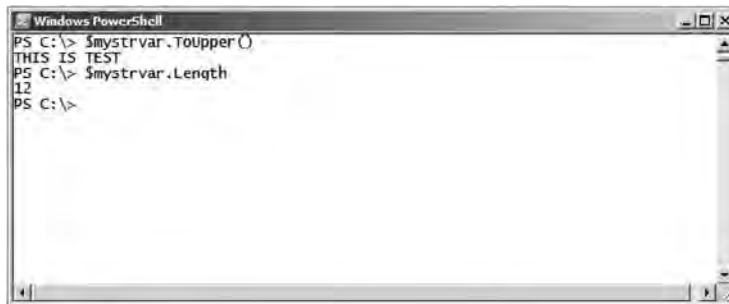 Windows PowerShell
PS C:\> $mystrvar.ToUpper()
THIS IS TEST
PS C:\> $mystrvar.Length
12
PS C:\>